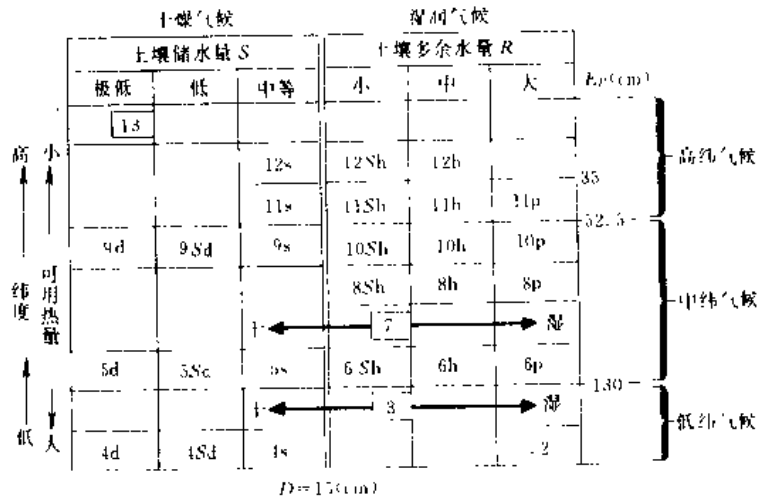 干燥气候 湿润气候
土壤储水量 S 土壤多余水量 R
极低 低 中等 小 中 大 Ep(cm)
13
高 小
12s 12Sh 12h
高纬气候
35
11s 11Sh 11h 11p
52.5
9d 9Sd 9s 10Sh 10h 10p
8Sh 8h 8p
纬度 可用热量
中纬气候
干 7 湿
5d 5Sd 5s 6Sh 6h 6p
130
干 3 湿
低 大
低纬气候
4d 4Sd 4s 2
D=15(cm)